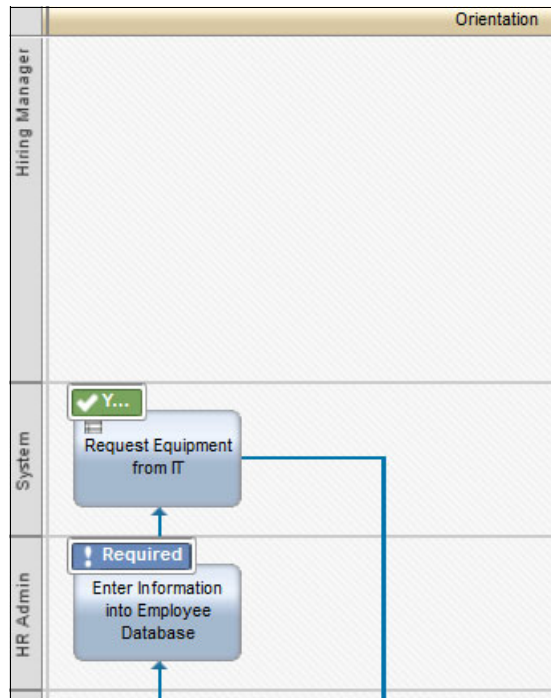 Orientation
Hiring Manager
System
Y...
Request Equipment
from IT
HR Admin
! Required
Enter Information
into Employee
Database